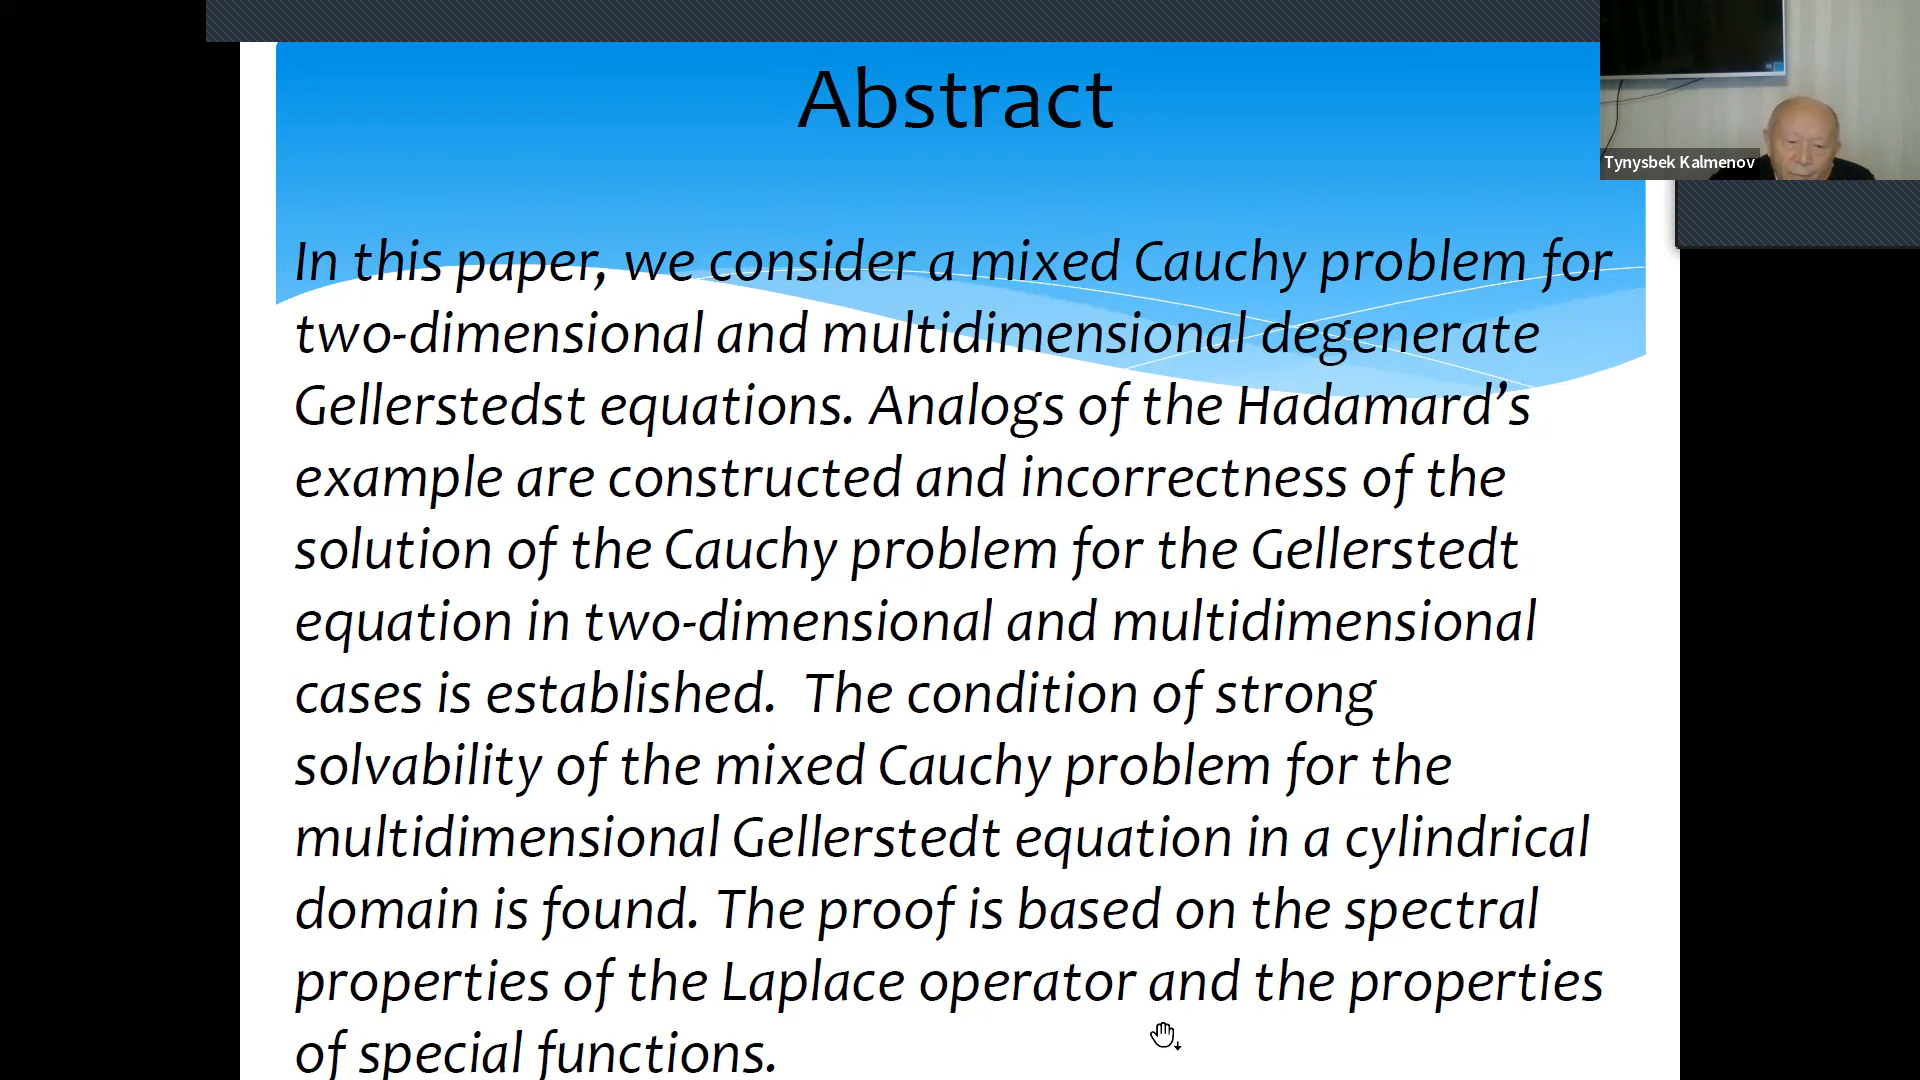 Abstract
Tynysbek Kalmenov
In this paper, we consider a mixed Cauchy problem for
two-dimensional and multidimensional degenerate
Gellerstedst equations. Analogs of the Hadamard’s
example are constructed and incorrectness of the
solution of the Cauchy problem for the Gellerstedt
equation in two-dimensional and multidimensional
cases is established.  The condition of strong
solvability of the mixed Cauchy problem for the
multidimensional Gellerstedt equation in a cylindrical
domain is found. The proof is based on the spectral
properties of the Laplace operator and the properties
of special functions.